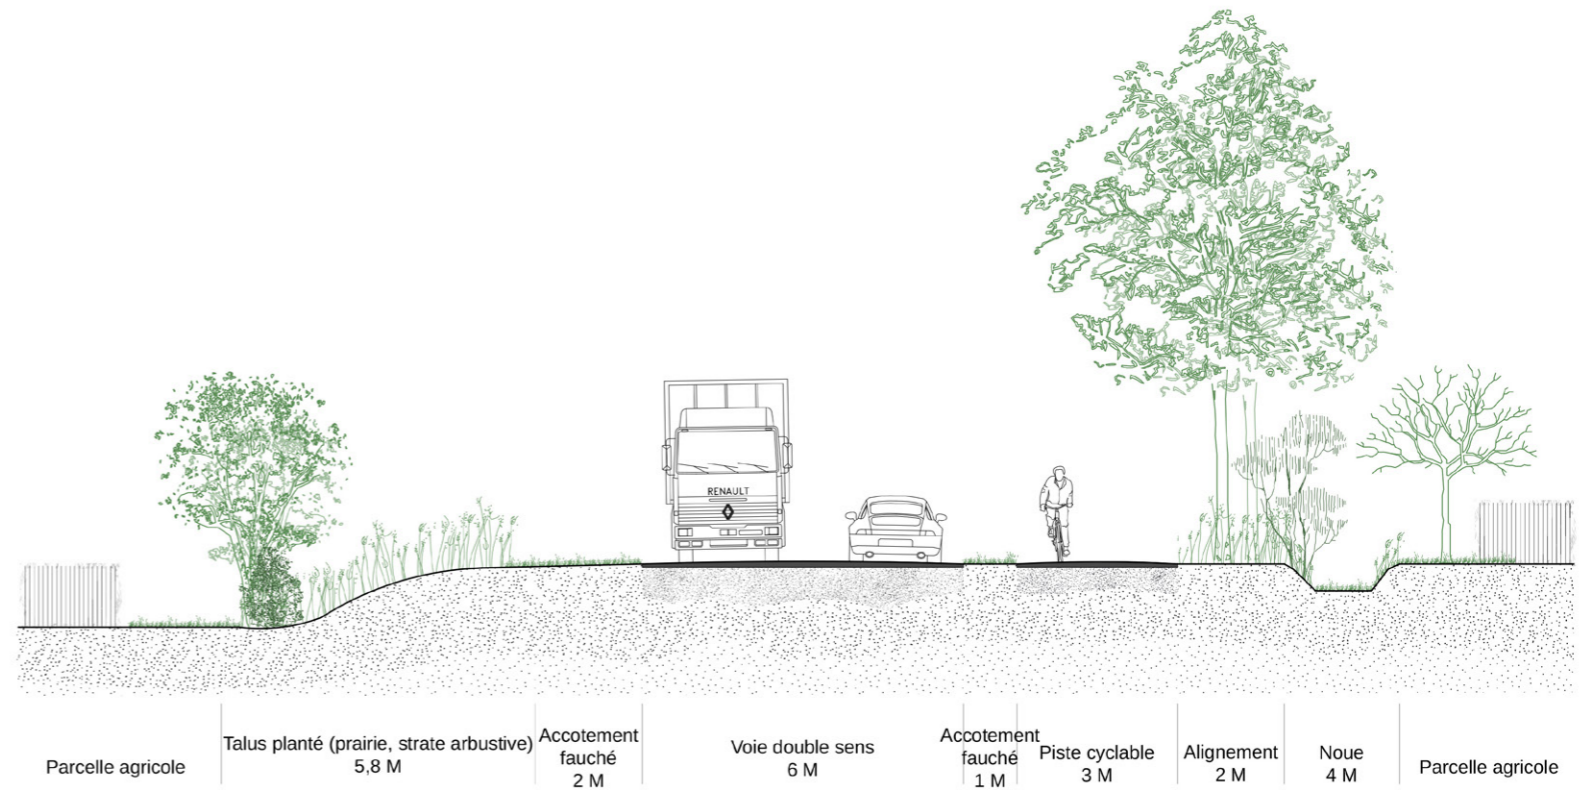 RENAULT
Parcelle agricole
Talus planté (prairie, strate arbustive)
5,8 M
Accotement
fauché
2 M
Voie double sens
6 M
Accotement
fauché
1 M
Piste cyclable
3 M
Alignement
2 M
Noue
4 M
Parcelle agricole